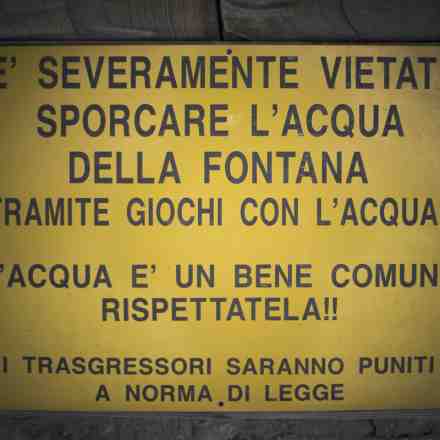 E' SEVERAMENTE VIETAT
SPORCARE L'ACQUA
DELLA FONTANA
TRAMITE GIOCHI CON L'ACQUA
'ACQUA E' UN BENE COMUN
RISPETTATELA!!
I TRASGRESSORI SARANNO PUNITI
A NORMA DI LEGGE